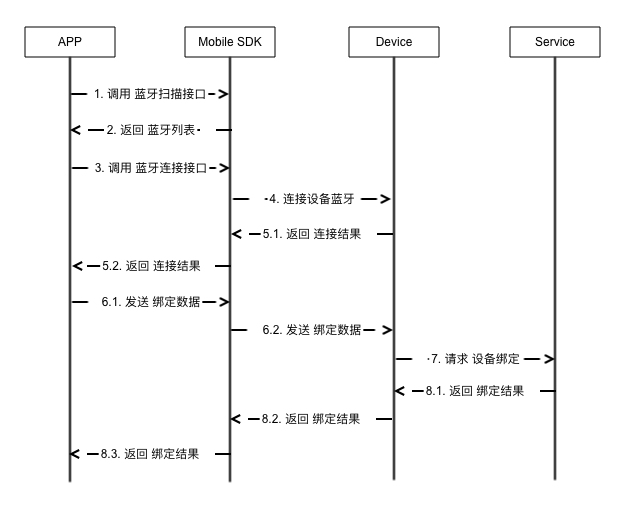 APP
Mobile SDK
Device
Service
1. 调用 蓝牙扫描接口
2. 返回 蓝牙列表
3. 调用 蓝牙连接接口
4. 连接设备蓝牙
5.1. 返回 连接结果
5.2. 返回 连接结果
6.1. 发送 绑定数据
6.2. 发送 绑定数据
7. 请求 设备绑定
8.1. 返回 绑定结果
8.2. 返回 绑定结果
8.3. 返回 绑定结果